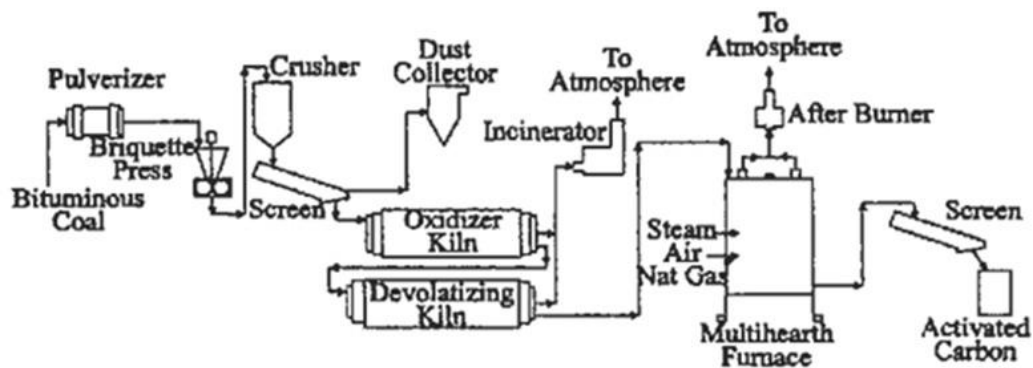 Pulverizer
Bituminous
Coal
Briquette
Press
Crusher
Screen
Dust
Collector
Oxidizer
Kiln
Devolatizing
Kiln
Incinerator
To
Atmosphere
To
Atmosphere
After Burner
Steam
Air
Nat Gas
Multihearth
Furnace
Screen
Activated
Carbon